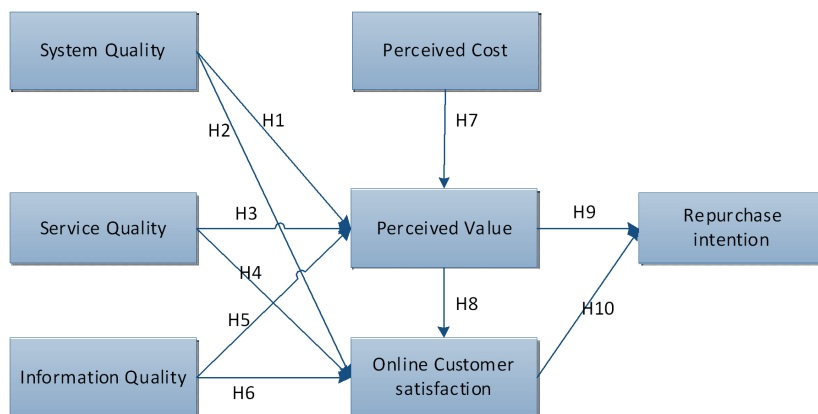 System Quality
Perceived Cost
H1
H2
H7
Service Quality
H3
Perceived Value
H9
Repurchase
intention
H4
H8
H5
H10
Information Quality
H6
Online Customer
satisfaction